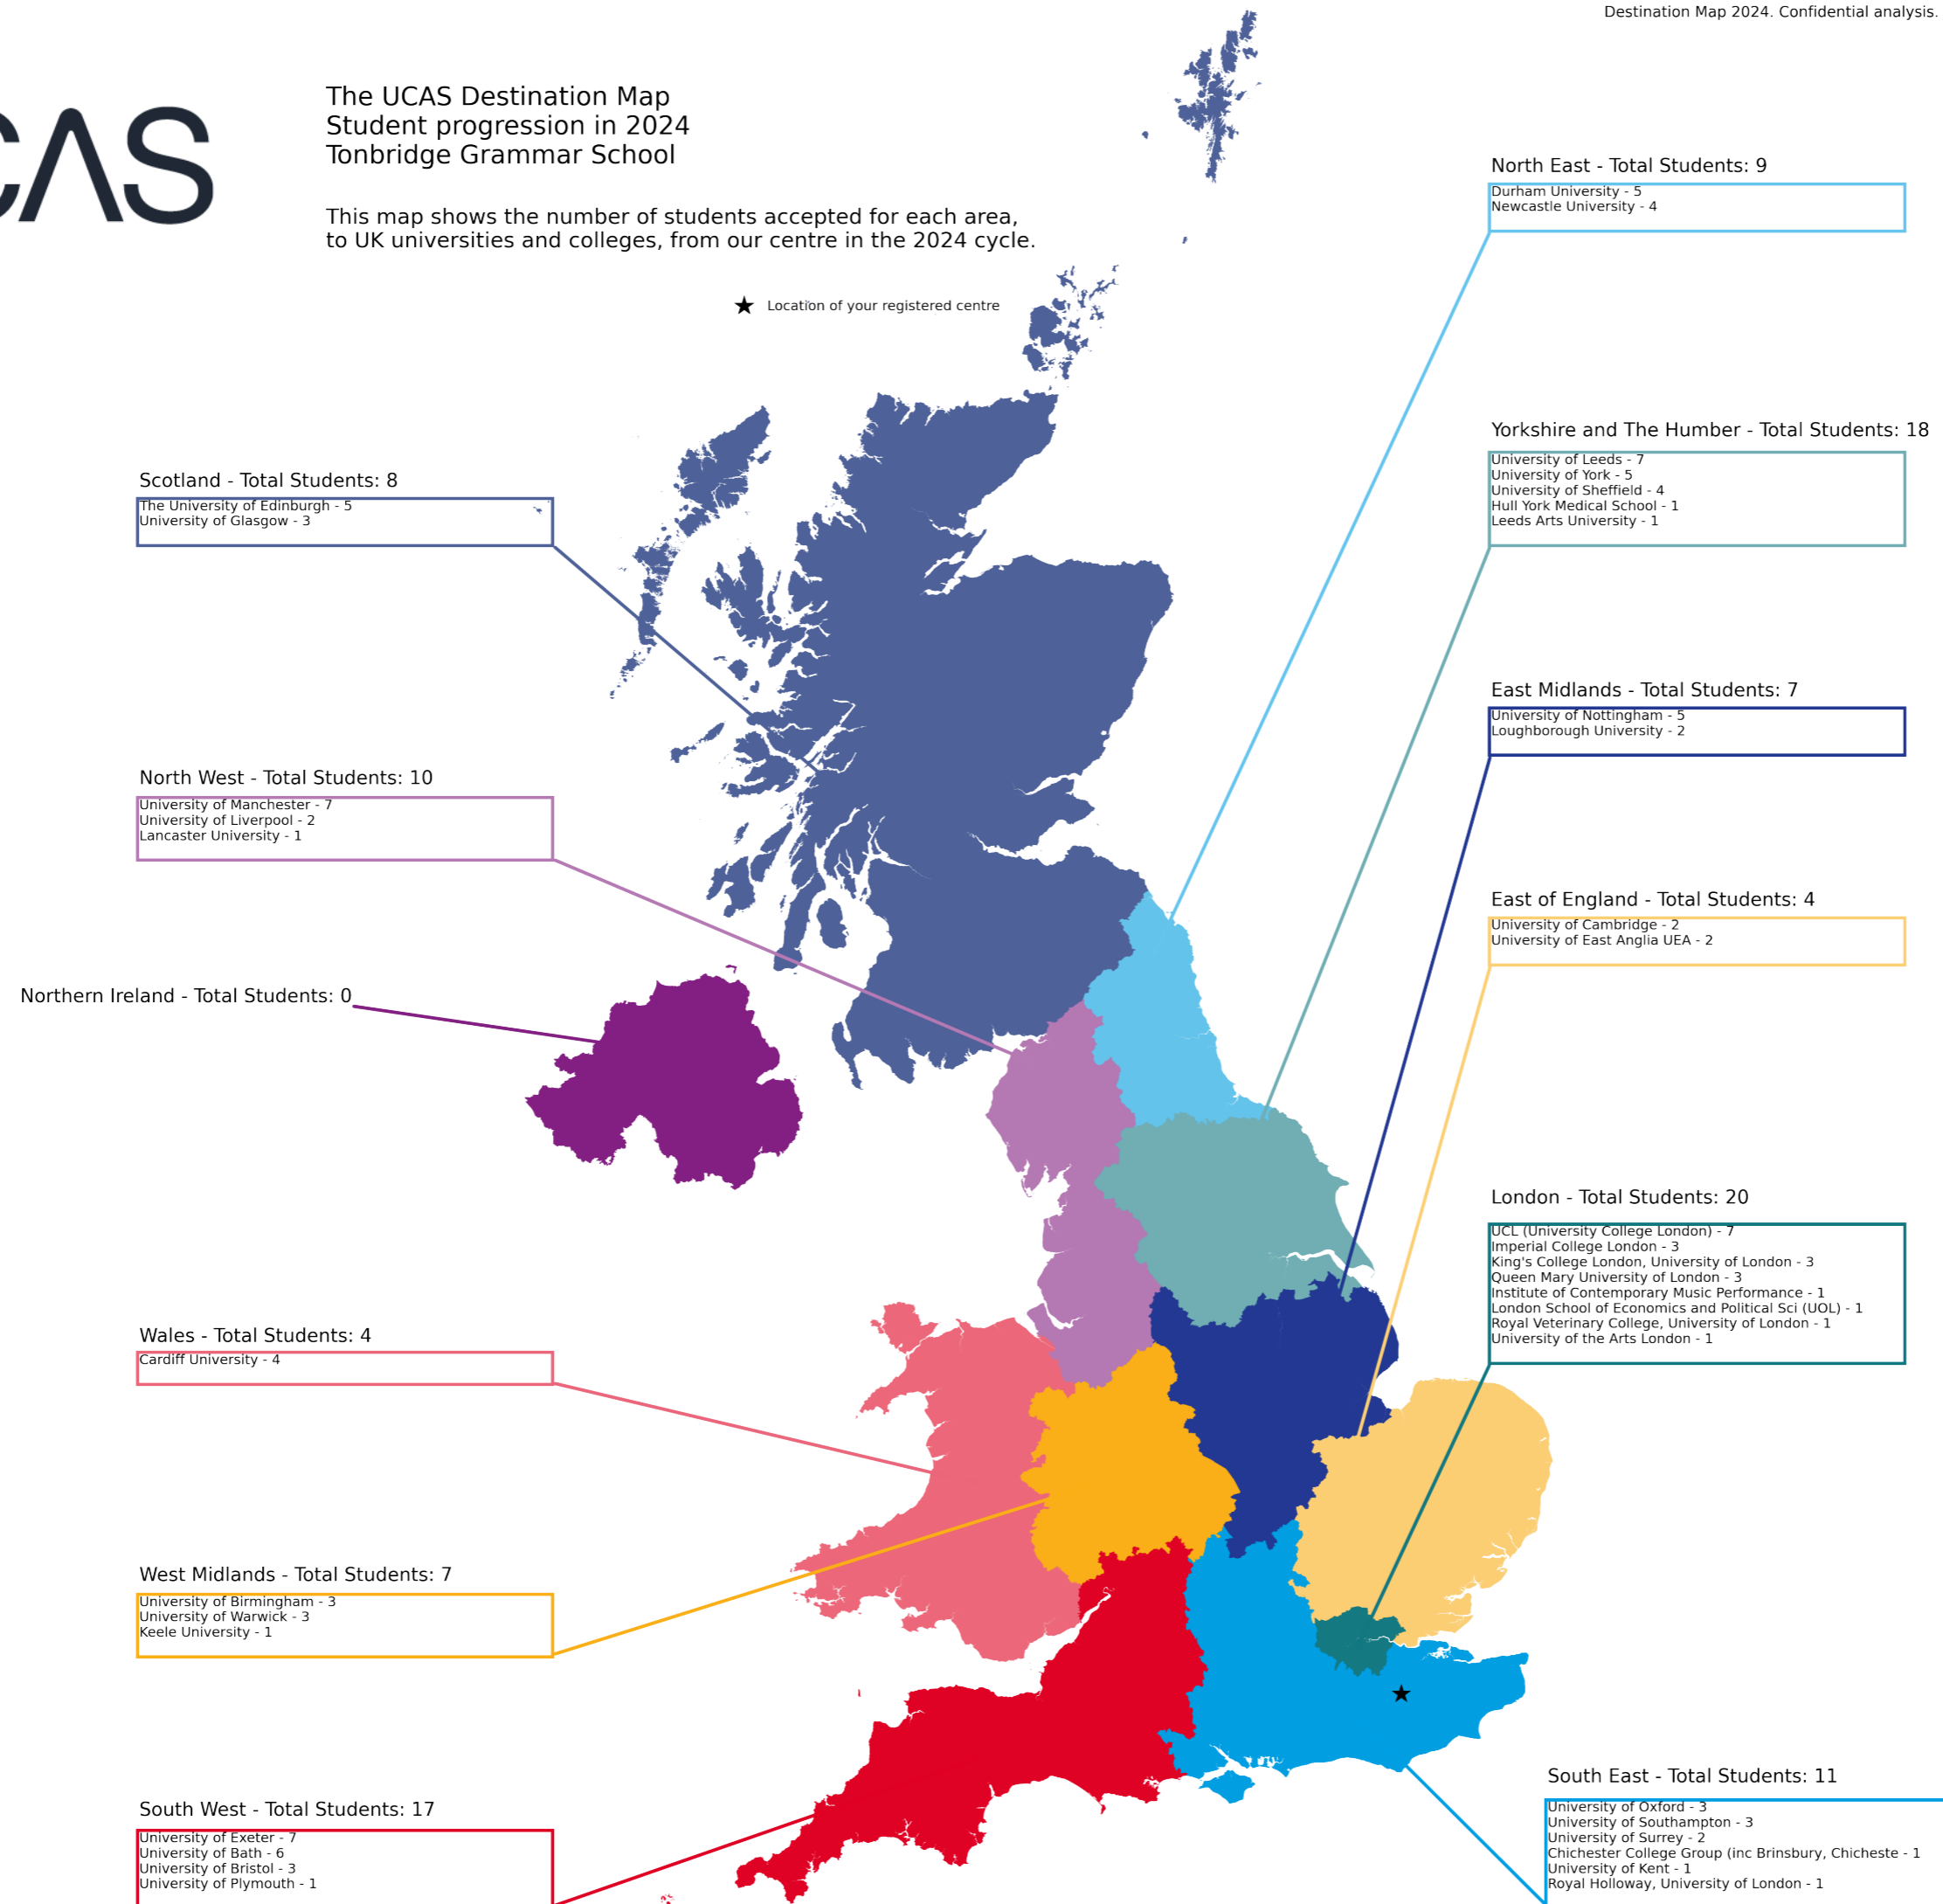 Destination Map 2024. Confidential analysis.
CAS
The UCAS Destination Map
Student progression in 2024
Tonbridge Grammar School
This map shows the number of students accepted for each area,
to UK universities and colleges, from our centre in the 2024 cycle.
★ Location of your registered centre
North East - Total Students: 9
Durham University - 5
Newcastle University - 4
Yorkshire and The Humber - Total Students: 18
University of Leeds - 7
University of York - 5
University of Sheffield - 4
Hull York Medical School - 1
Leeds Arts University - 1
Scotland - Total Students: 8
The University of Edinburgh - 5
University of Glasgow - 3
East Midlands - Total Students: 7
University of Nottingham - 5
Loughborough University - 2
North West - Total Students: 10
University of Manchester - 7
University of Liverpool - 2
Lancaster University - 1
East of England - Total Students: 4
University of Cambridge - 2
University of East Anglia UEA - 2
Northern Ireland - Total Students: 0
London - Total Students: 20
UCL (University College London) - 7
Imperial College London - 3
King's College London, University of London - 3
Queen Mary University of London - 3
Institute of Contemporary Music Performance - 1
London School of Economics and Political Sci (UOL) - 1
Royal Veterinary College, University of London - 1
University of the Arts London - 1
Wales - Total Students: 4
Cardiff University - 4
West Midlands - Total Students: 7
University of Birmingham - 3
University of Warwick - 3
Keele University - 1
South East - Total Students: 11
University of Oxford - 3
University of Southampton - 3
University of Surrey - 2
Chichester College Group (inc Brinsbury, Chicheste - 1
University of Kent - 1
Royal Holloway, University of London - 1
South West - Total Students: 17
University of Exeter - 7
University of Bath - 6
University of Bristol - 3
University of Plymouth - 1